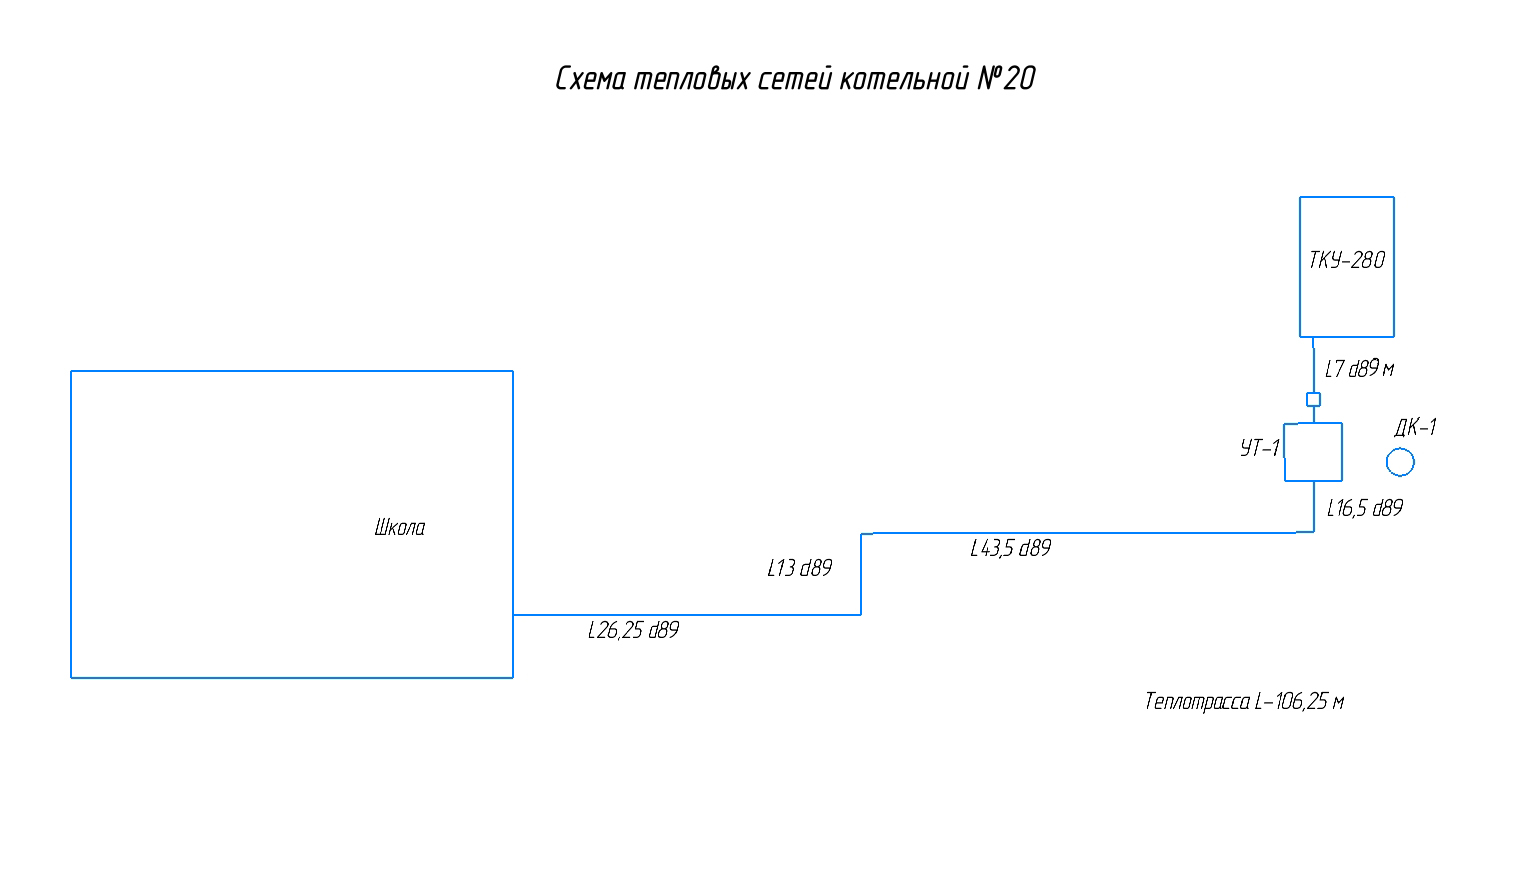 Схема тепловых сетей котельной №20
ТКУ-280
L7 d89 м
ДК-1
УТ-1
L16,5 d89
Школа
L43,5 d89
L13 d89
L26,25 d89
Теплотрасса L-106,25 м